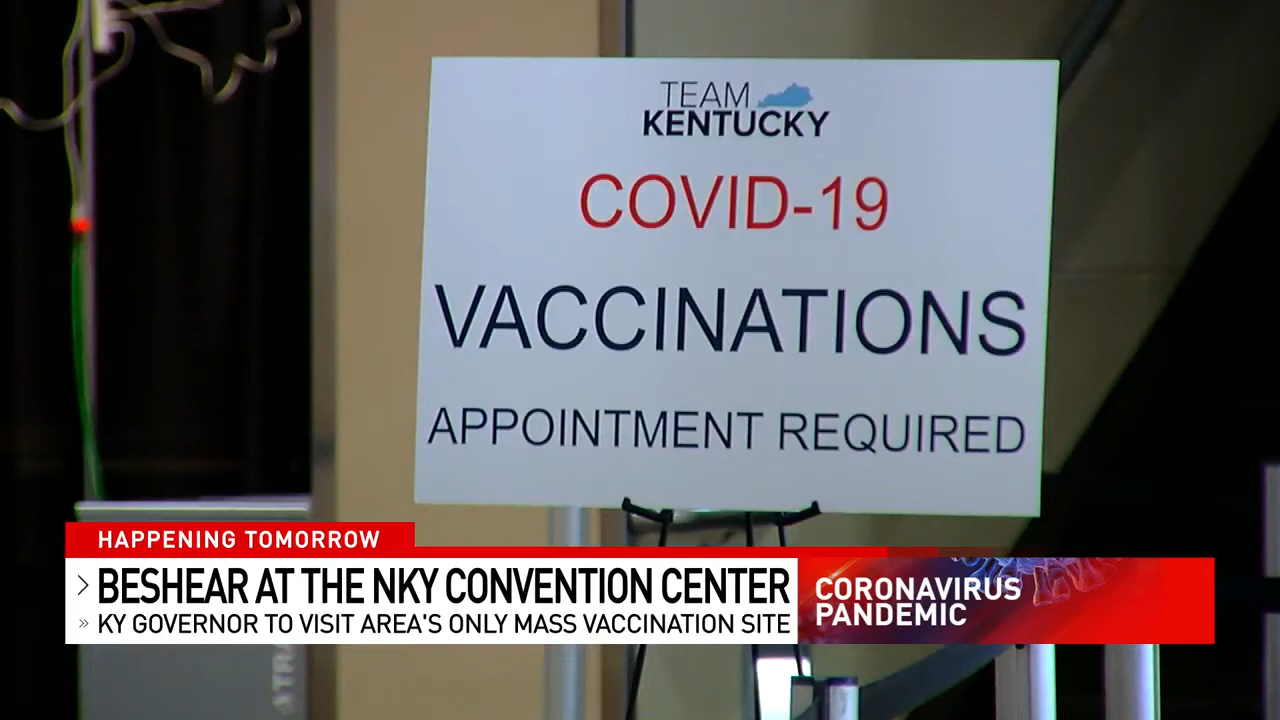 TEAM
KENTUCKY
COVID-19
VACCINATIONS
APPOINTMENT REQUIRED
HAPPENING TOMORROW
BESHEAR AT THE NKY CONVENTION CENTER
KY GOVERNOR TO VISIT AREA'S ONLY MASS VACCINATION SITE
CORONAVIRUS
PANDEMIC